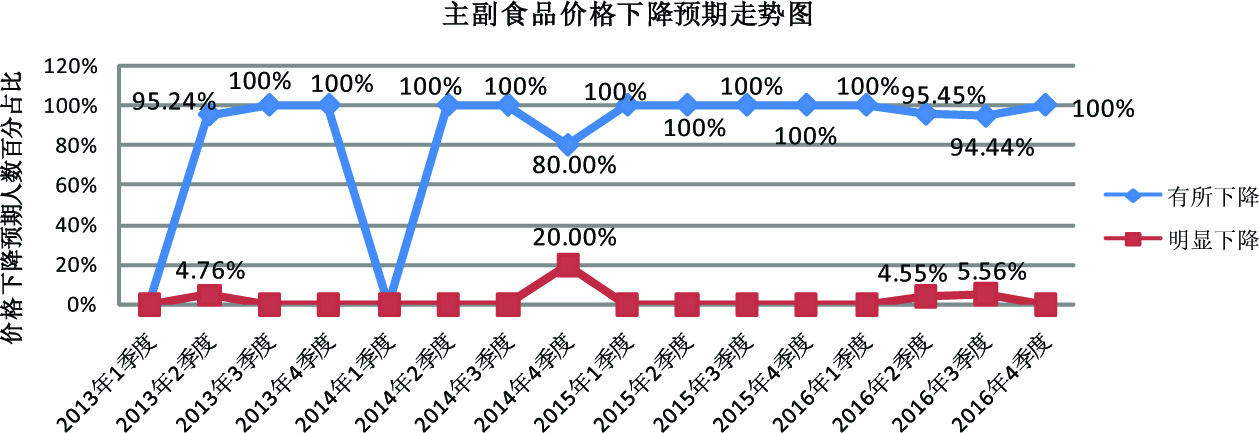 主副食品价格下降预期走势图
价格下降预期人数百分占比
120%
100%
80%
60%
40%
20%
0%
95.24%
100%
100%
100%
100%
80.00%
100%
100%
100%
100%
100%
95.45%
94.44%
100%
4.76%
20.00%
4.55%
5.56%
有所下降
明显下降
2013年1季度
2013年2季度
2013年3季度
2013年4季度
2014年1季度
2014年2季度
2014年3季度
2014年4季度
2015年1季度
2015年2季度
2015年3季度
2015年4季度
2016年1季度
2016年2季度
2016年3季度
2016年4季度